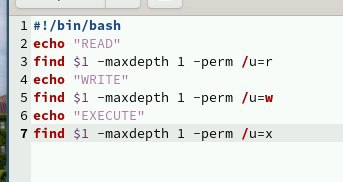 1 #!/bin/bash
2 echo "READ"
3 find $1 -maxdepth 1 -perm /u=r
4 echo "WRITE"
5 find $1 -maxdepth 1 -perm /u=w
6 echo "EXECUTE"
7 find $1 -maxdepth 1 -perm /u=x